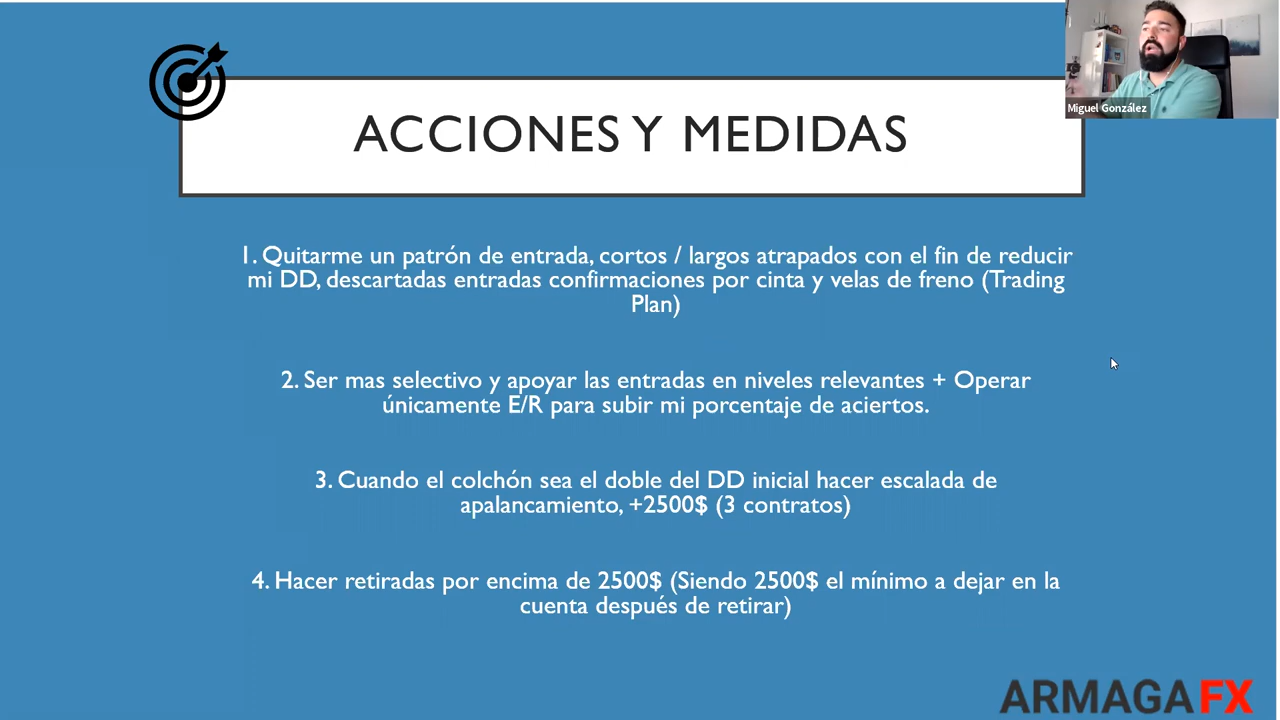 Miguel González
ACCIONES Y MEDIDAS
1. Quitarme un patrón de entrada, cortos / largos atrapados con el fin de reducir
mi DD, descartadas entradas confirmaciones por cinta y velas de freno (Trading
Plan)
2. Ser mas selectivo y apoyar las entradas en niveles relevantes + Operar
únicamente E/R para subir mi porcentaje de aciertos.
3. Cuando el colchón sea el doble del DD inicial hacer escalada de
apalancamiento, +2500$ (3 contratos)
4. Hacer retiradas por encima de 2500$ (Siendo 2500$ el mínimo a dejar en la
cuenta después de retirar)
ARMAGAFX